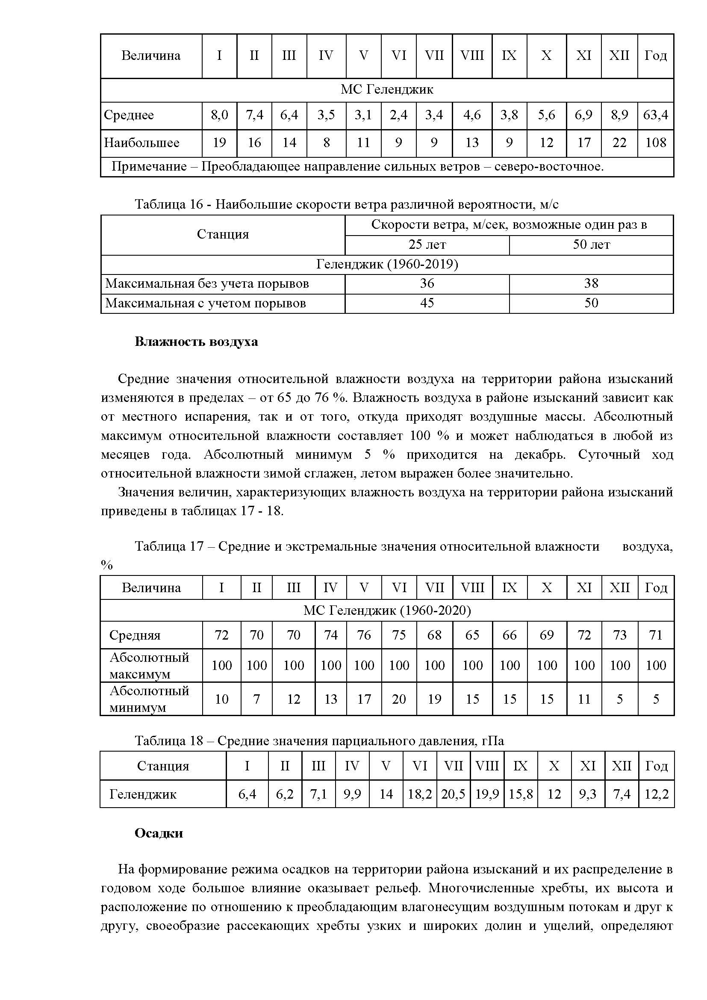 Величина I II III IV V VI VII VIII IX X XI XII Год
МС Геленджик
Среднее 8,0 7,4 6,4 3,5 3,1 2,4 3,4 4,6 3,8 5,6 6,9 8,9 63,4
Наибольшее 19 16 14 8 11 9 9 13 9 12 17 22 108
Примечание – Преобладающее направление сильных ветров – северо-восточное.
Таблица 16 - Наибольшие скорости ветра различной вероятности, м/с
Станция
Скорости ветра, м/сек, возможные один раз в
25 лет 50 лет
Геленджик (1960-2019)
Максимальная без учета порывов 36 38
Максимальная с учетом порывов 45 50
Влажность воздуха
Средние значения относительной влажности воздуха на территории района изысканий
изменяются в пределах – от 65 до 76 %. Влажность воздуха в районе изысканий зависит как
от местного испарения, так и от того, откуда приходят воздушные массы. Абсолютный
максимум относительной влажности составляет 100 % и может наблюдаться в любой из
месяцев года. Абсолютный минимум 5 % приходится на декабрь. Суточный ход
относительной влажности зимой сглажен, летом выражен более значительно.
Значения величин, характеризующих влажность воздуха на территории района изысканий
приведены в таблицах 17 - 18.
Таблица 17 – Средние и экстремальные значения относительной влажности воздуха,
%
Величина I II III IV V VI VII VIII IX X XI XII Год
МС Геленджик (1960-2020)
Средняя 72 70 70 74 76 75 68 65 66 69 72 73 71
Абсолютный
максимум 100 100 100 100 100 100 100 100 100 100 100 100 100
Абсолютный
минимум 10 7 12 13 17 20 19 15 15 15 11 5 5
Таблица 18 – Средние значения парциального давления, гПа
Станция I II III IV V VI VII VIII IX X XI XII Год
Геленджик 6,4 6,2 7,1 9,9 14 18,2 20,5 19,9 15,8 12 9,3 7,4 12,2
Осадки
На формирование режима осадков на территории района изысканий и их распределение в
годовом ходе большое влияние оказывает рельеф. Многочисленные хребты, их высота и
расположение по отношению к преобладающим влагонесущим воздушным потокам и друг к
другу, своеобразие рассекающих хребты узких и широких долин и ущелий, определяют